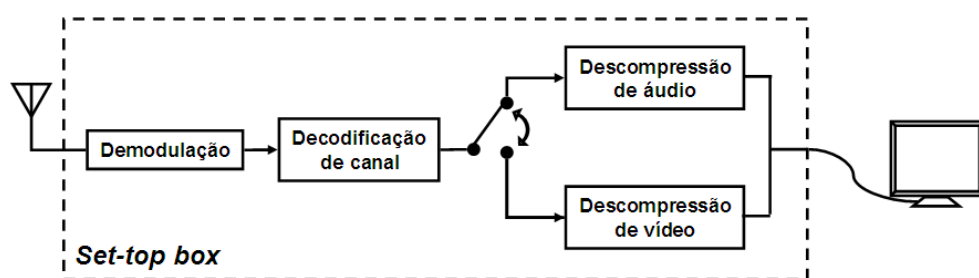 Demodulação
Decodificação
de canal
Descompressão
de áudio
Descompressão
de vídeo
Set-top box